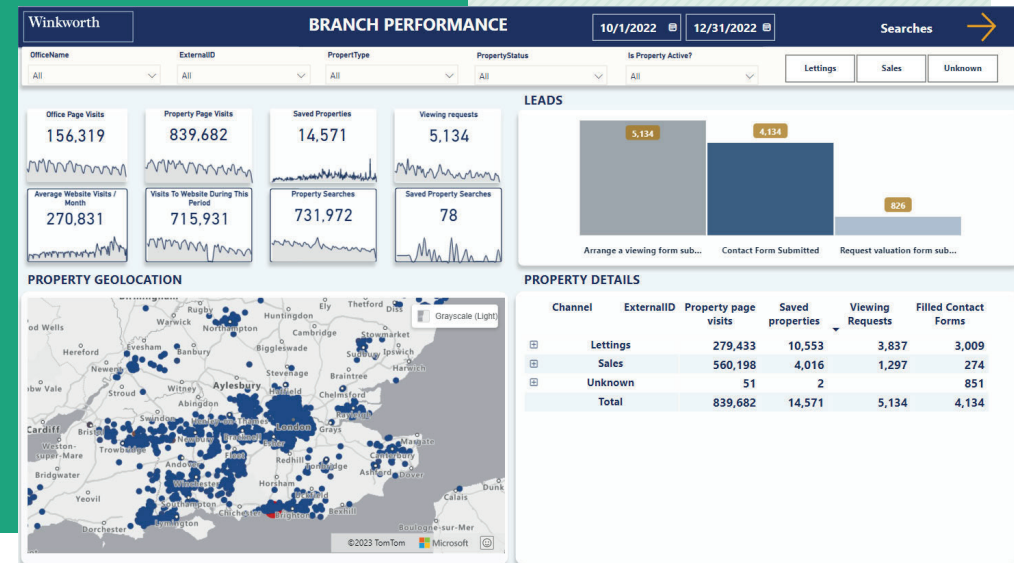 Winkworth
BRANCH PERFORMANCE
10/1/2022
12/31/2022
Searches
OfficeName
ExternalID
PropertType
PropertyStatus
Is Property Active?
All
All
All
All
All
Lettings
Sales
Unknown
Office Page Visits
156,319
Property Page Visits
839,682
Saved Properties
14,571
Viewing requests
5,134
Average Website Visits /
Month
270,831
Visits To Website During This
Period
715,931
Property Searches
731,972
Saved Property Searches
78
LEADS
5,134
4,134
826
Arrange a viewing form sub...
Contact Form Submitted
Request valuation form sub...
PROPERTY GEOLOCATION
Grayscale (Light)
Rugby
Huntingdon
Ely
Thetford
Diss
od Wells
Warwick
Northampton
Cambridge
Stowmarket
Hereford
Evesham
Banbury
Biggleswade
Sudbury
Ipswich
Newent
Stevenage
Braintree
Harwich
bw Vale
Stroud
Witney
Aylesbury
Hatfield
Chelmsford
Abingdon
Cardiff
Swindon
London
Grays
Weston-
super-Mare
Trowbridge
Newbury
Bracknell
Margate
Canterbury
Bridgwater
Andover
Fleet
Redhill
Tonbridge
Ashford
Dover
Winchester
Horsham
Yeovil
Southampton
Chichester
Brighton
Bexhill
Calais
Dunk
Dorchester
Lymington
Boulogne-sur-Mer
©2023 TomTom
Microsoft
PROPERTY DETAILS
Channel ExternalID Property page visits Saved properties Viewing Requests Filled Contact Forms
Lettings 279,433 10,553 3,837 3,009
Sales 560,198 4,016 1,297 274
Unknown 51 2 851
Total 839,682 14,571 5,134 4,134